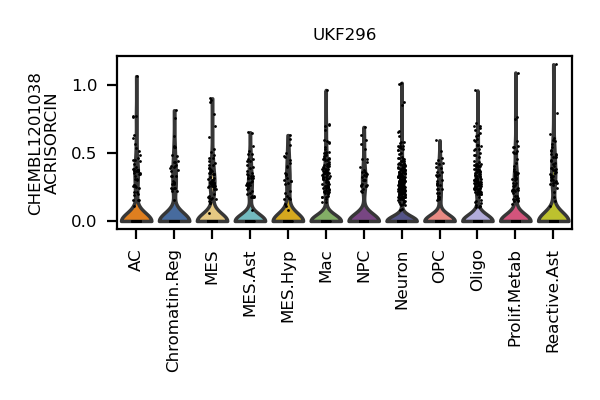 UKF296
CHEMBL1201038
ACRISORCIN
1.0
0.5
0.0
AC
Chromatin.Reg
MES
MES.Ast
MES.Hyp
Mac
NPC
Neuron
OPC
Oligo
Prolif.Metab
Reactive.Ast